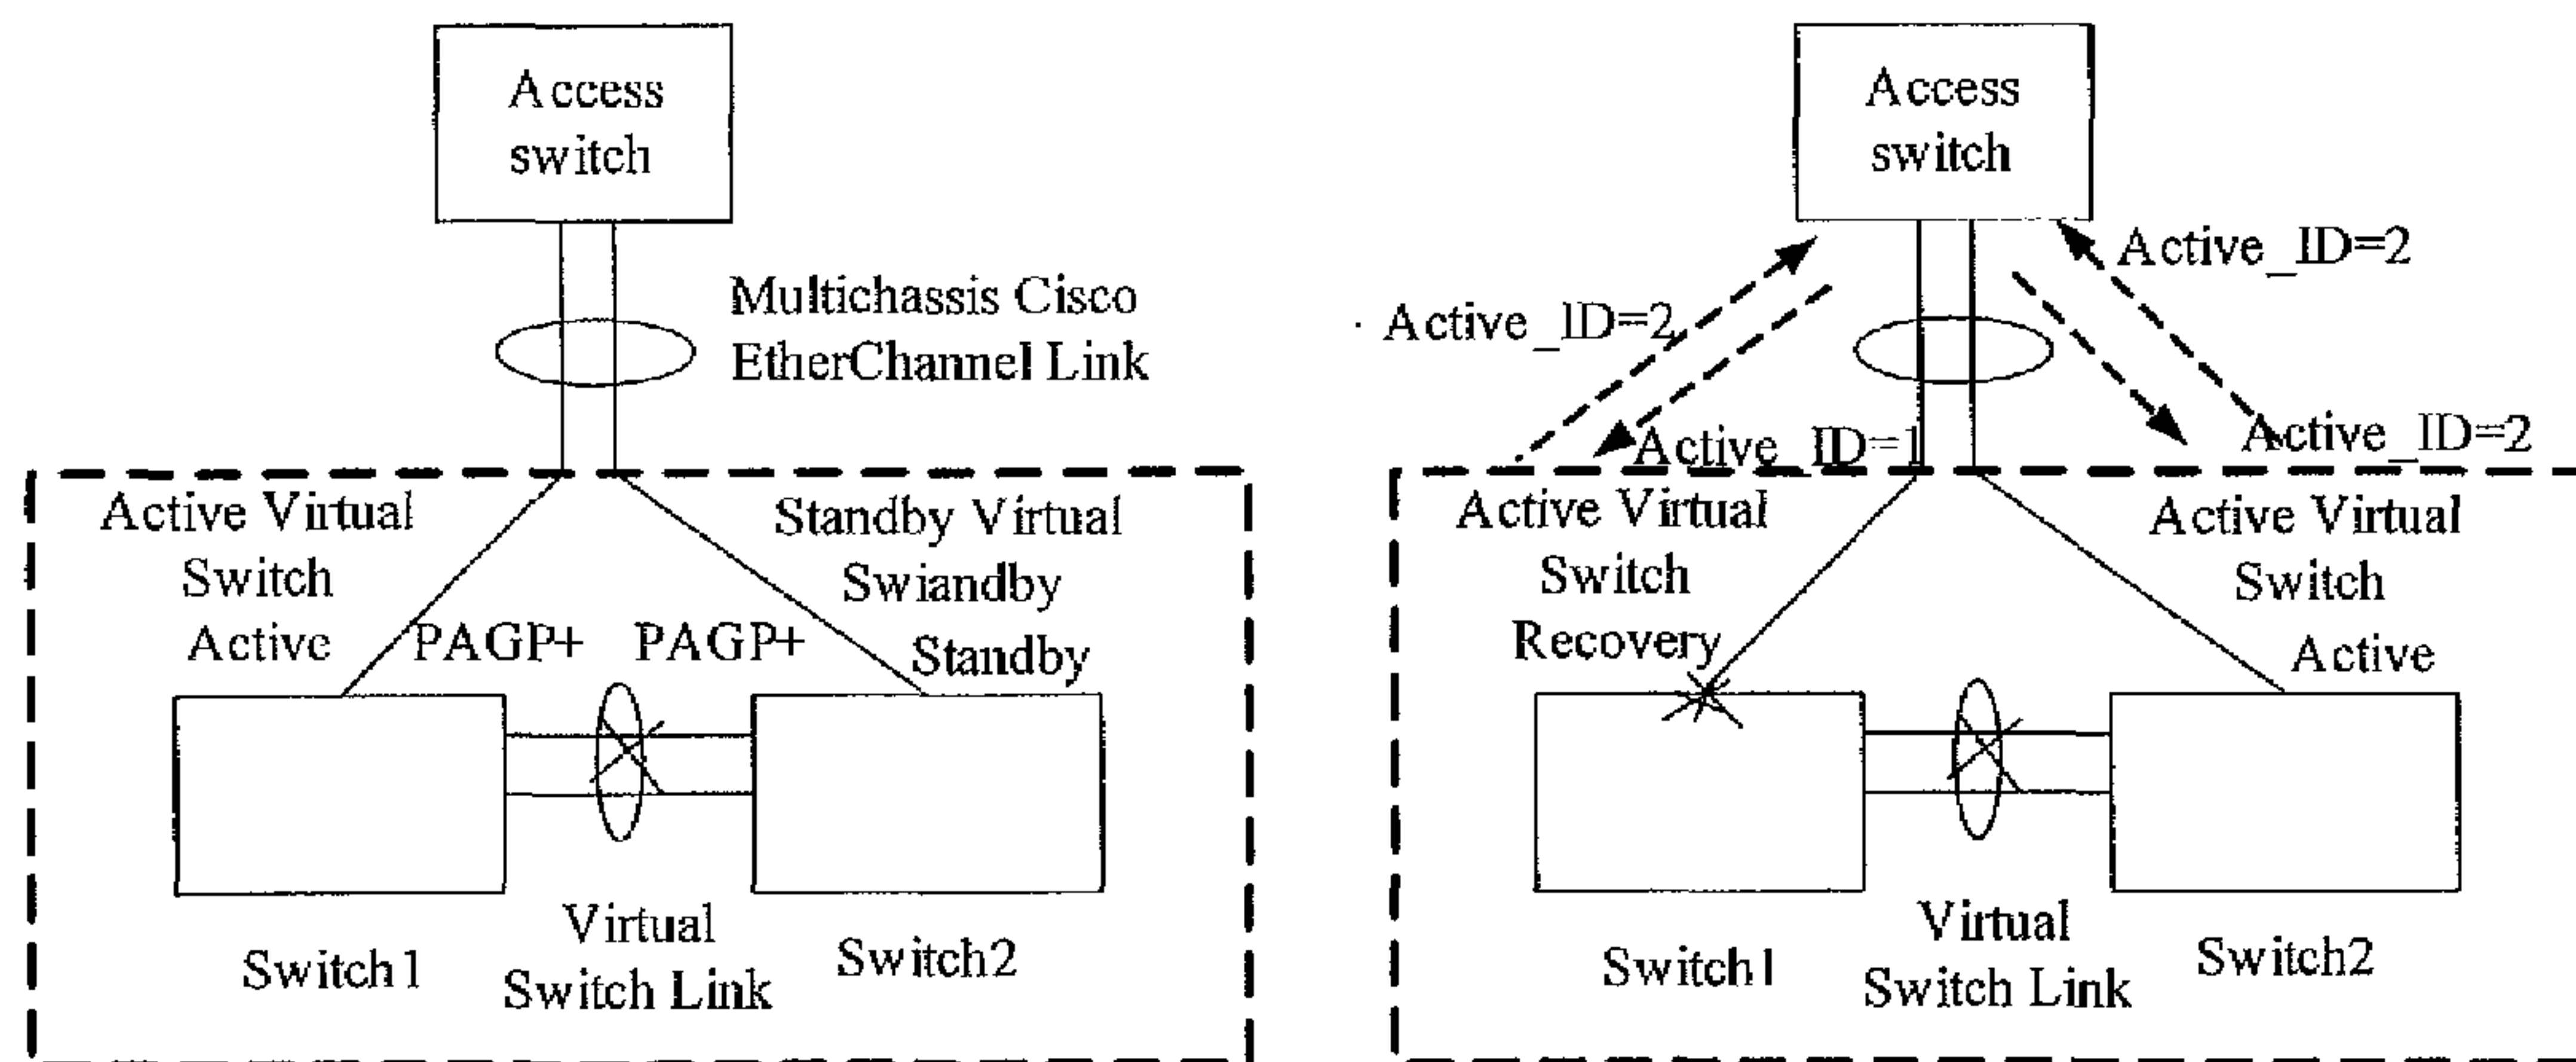 Access
switch
Multichassis Cisco
EtherChannel Link
Active Virtual
Switch
Active
PAGP+
PAGP+
Standby Virtual
Swiandby
Standby
Switch1
Virtual
Switch Link
Switch2
Access
switch
Active_ID=2
Active_ID=2
Active_ID=1
Active_ID=2
Active Virtual
Switch
Recovery
Active Virtual
Switch
Active
Switch1
Virtual
Switch Link
Switch2